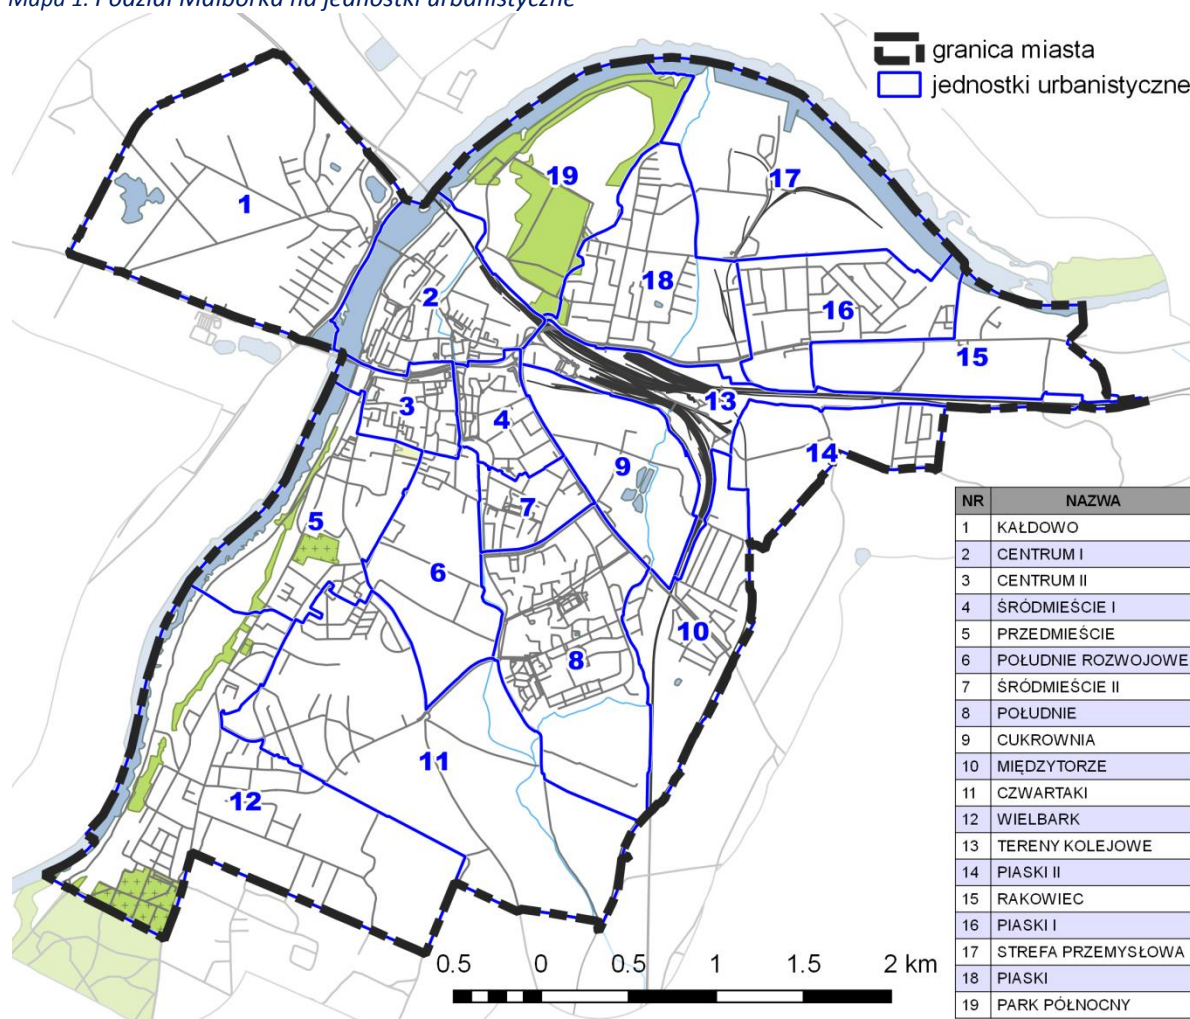 Mapa 1. Podział Malborka na jednostki urbanistyczne
granica miasta
jednostki urbanistyczne
1
2
3
4
5
6
7
8
9
10
11
12
13
14
15
16
17
18
19
NR NAZWA
1 KAŁDOWO
2 CENTRUM I
3 CENTRUM II
4 ŚRÓDMIEŚCIE I
5 PRZEDMIEŚCIE
6 POŁUDNIE ROZWOJOWE
7 ŚRÓDMIEŚCIE II
8 POŁUDNIE
9 CUKROWNIA
10 MIĘDZYTORZE
11 CZWARTAKI
12 WIELBARK
13 TERENY KOLEJOWE
14 PIASKI II
15 RAKOWIEC
16 PIASKI I
17 STREFA PRZEMYSŁOWA
18 PIASKI
19 PARK PÓŁNOCNY
0.5 0 0.5 1 1.5 2 km